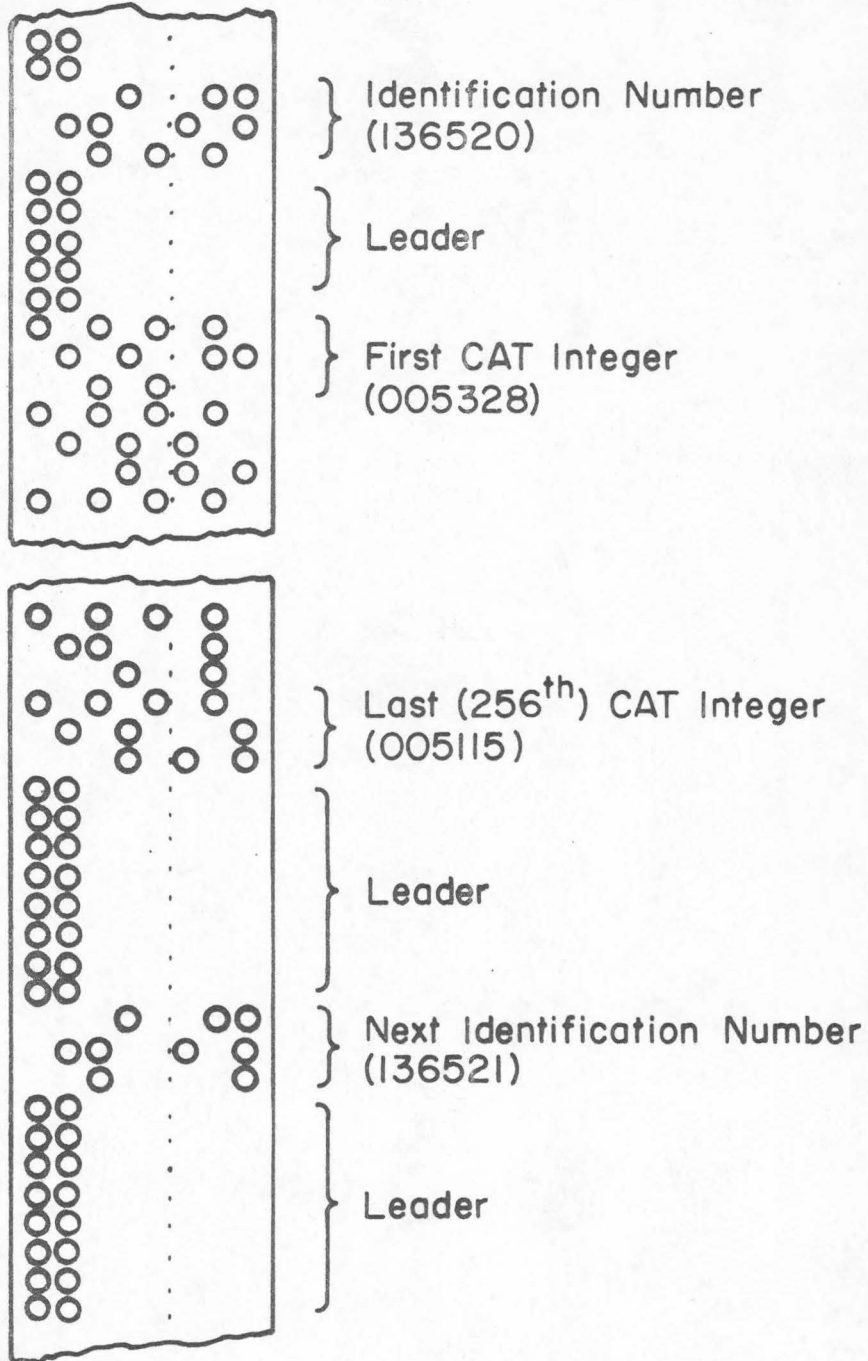 Identification Number
(136520)
Leader
First CAT Integer
(005328)
Last (256th) CAT Integer
(005115)
Leader
Next Identification Number
(136521)
Leader